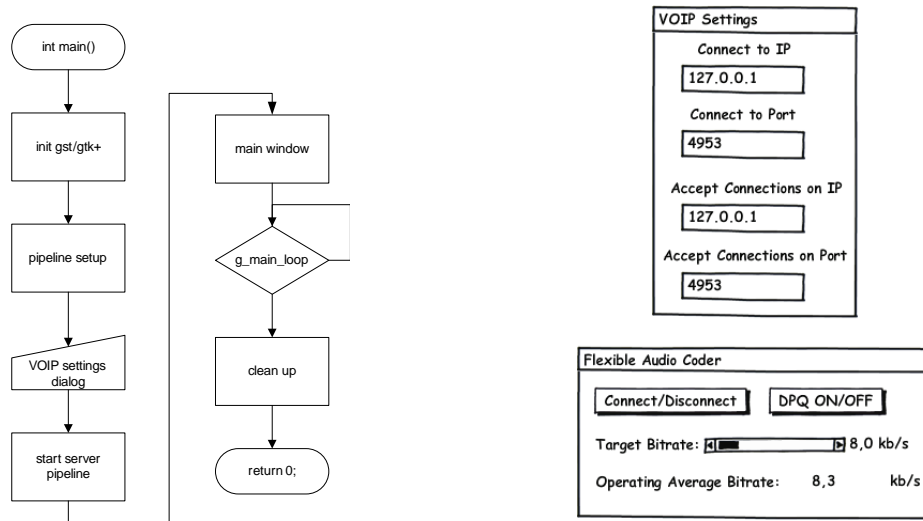 int main()
init gst/gtk+
pipeline setup
VOIP settings
dialog
start server
pipeline
main window
g_main_loop
clean up
return 0;
VOIP Settings
Connect to IP
127.0.0.1
Connect to Port
4953
Accept Connections on IP
127.0.0.1
Accept Connections on Port
4953
Flexible Audio Coder
Connect/Disconnect DPQ ON/OFF
Target Bitrate: 8,0 kb/s
Operating Average Bitrate: 8,3 kb/s